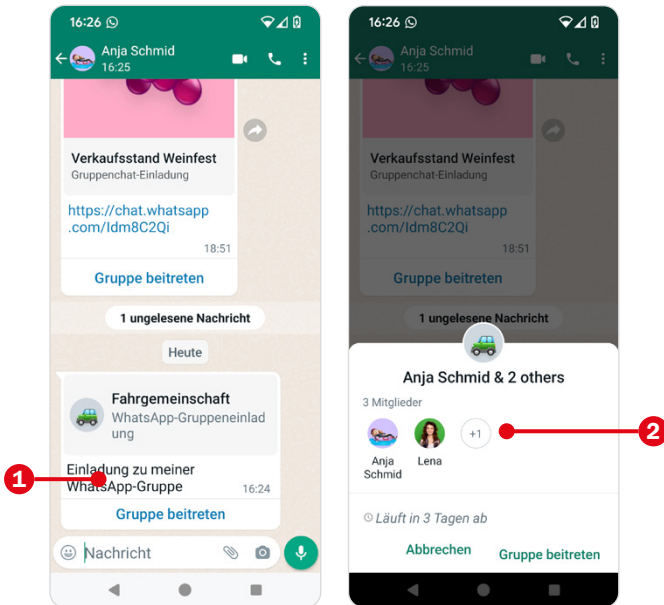 16:26
Anja Schmid
16:25
Verkaufsstand Weinfest
Gruppenchat-Einladung
https://chat.whatsapp
.com/Idm8C2Qi
18:51
Gruppe beitreten
1 ungelesene Nachricht
Heute
Fahrgemeinschaft
WhatsApp-Gruppeneinlad
ung
1
Einladung zu meiner
WhatsApp-Gruppe
16:24
Gruppe beitreten
Nachricht
16:26
Anja Schmid
16:25
Verkaufsstand Weinfest
Gruppenchat-Einladung
https://chat.whatsapp
.com/Idm8C2Qi
18:51
Gruppe beitreten
1 ungelesene Nachricht
Anja Schmid & 2 others
3 Mitglieder
+1
2
Anja
Schmid
Lena
Läuft in 3 Tagen ab
Abbrechen
Gruppe beitreten